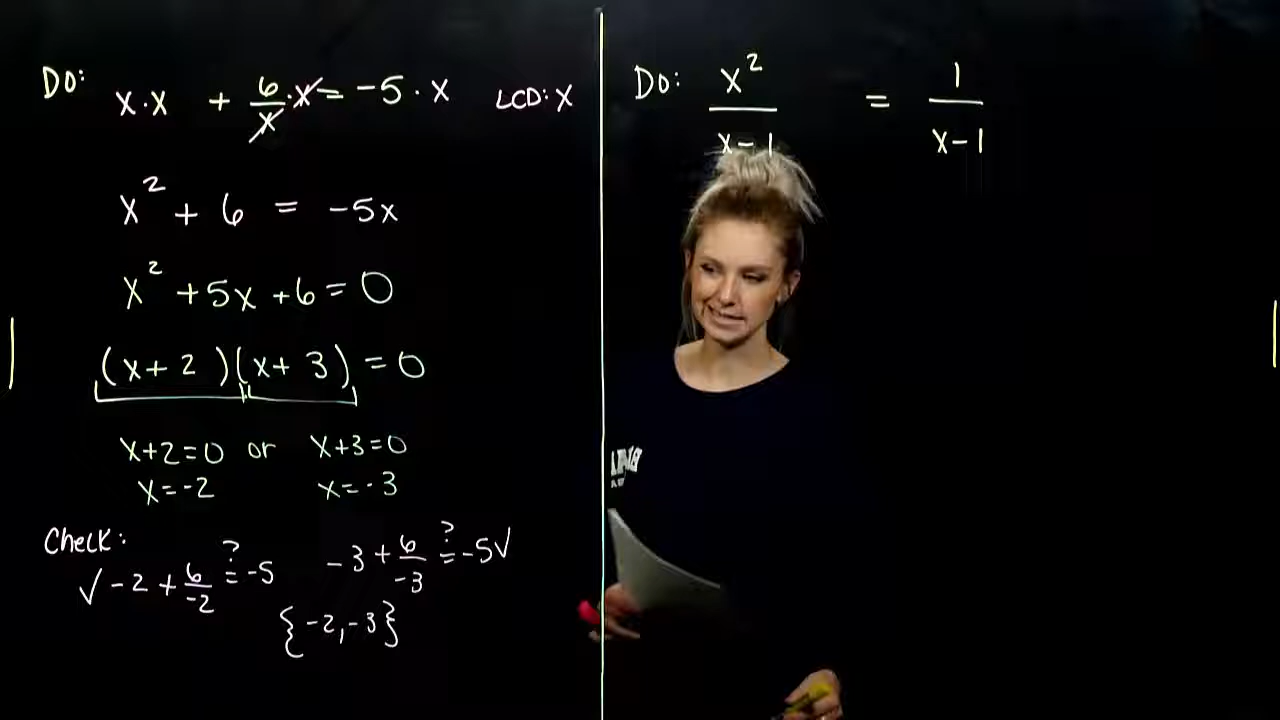 Do: x·x + 6/x·x = -5·x LCD: x
x² + 6 = -5x
x² + 5x + 6 = 0
(x+2)(x+3) = 0
x+2=0 or x+3=0
x=-2 x=-3
Check:
√ -2 + 6/-2 ?= -5 -3 + 6/-3 ?= -5 √
{-2, -3}
Do: x²/x-1 = 1/x-1